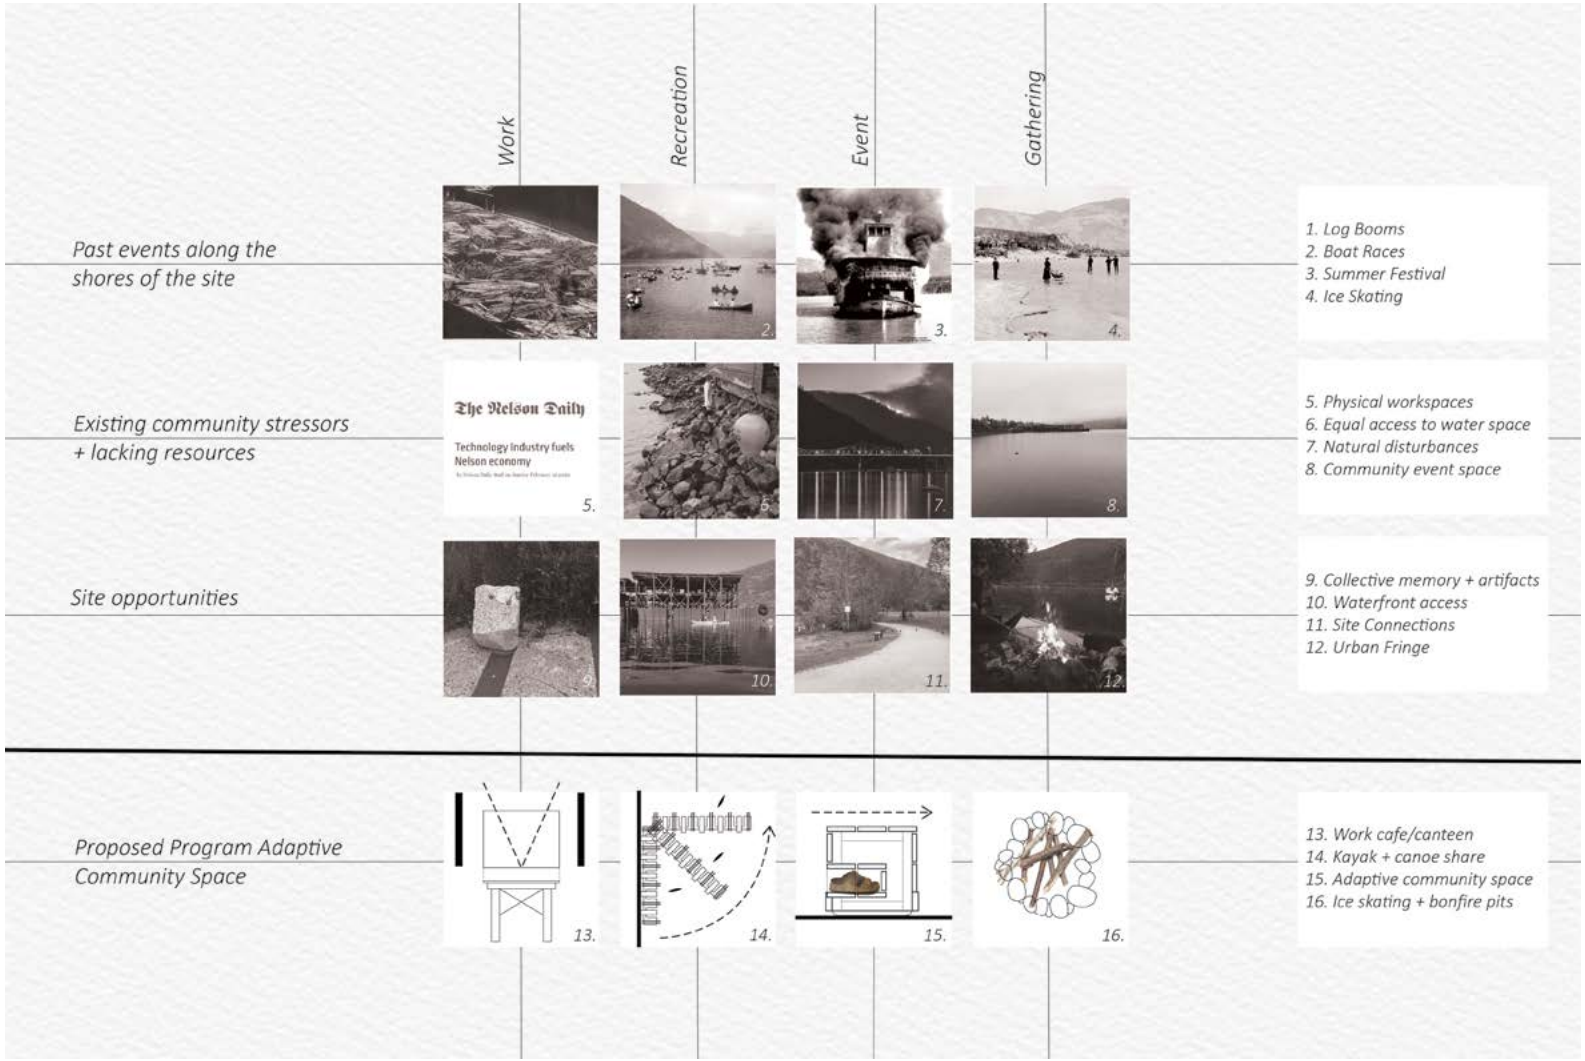 Work
Recreation
Event
Gathering
Past events along the
shores of the site
1.
2.
3.
4.
1. Log Booms
2. Boat Races
3. Summer Festival
4. Ice Skating
Existing community stressors
+ lacking resources
The Nelson Daily
Technology industry fuels
Nelson economy
5.
6.
7.
8.
5. Physical workspaces
6. Equal access to water space
7. Natural disturbances
8. Community event space
Site opportunities
9.
10.
11.
12.
9. Collective memory + artifacts
10. Waterfront access
11. Site Connections
12. Urban Fringe
Proposed Program Adaptive
Community Space
13.
14.
15.
16.
13. Work cafe/canteen
14. Kayak + canoe share
15. Adaptive community space
16. Ice skating + bonfire pits